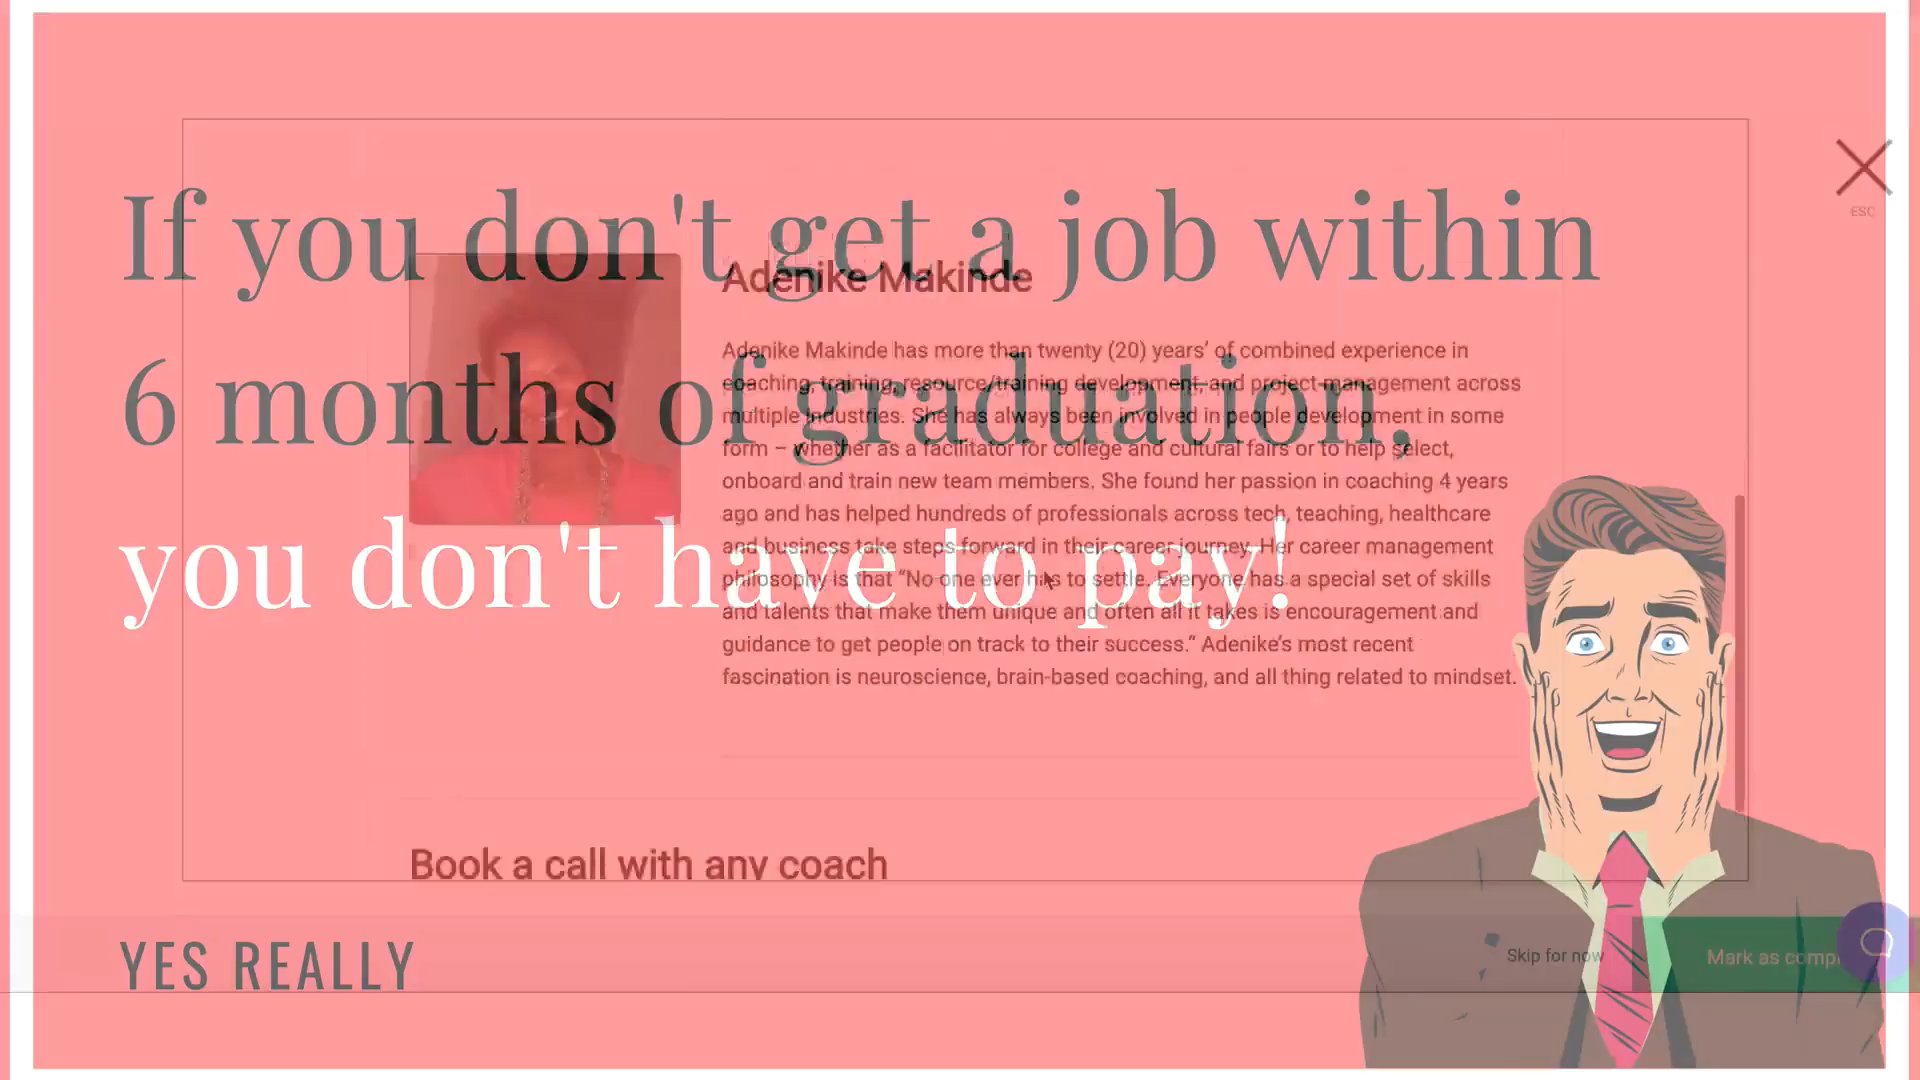 If you don't get a job within
6 months of graduation,
you don't have to pay!
YES REALLY
ESC
Adenike Makinde
Adenike Makinde has more than twenty (20) years’ of combined experience in
coaching, training, resource/training development, and project management across
multiple industries. She has always been involved in people development in some
form – whether as a facilitator for college and cultural fairs or to help select,
onboard and train new team members. She found her passion in coaching 4 years
ago and has helped hundreds of professionals across tech, teaching, healthcare
and business take steps forward in their career journey. Her career management
philosophy is that “No one ever has to settle. Everyone has a special set of skills
and talents that make them unique and often all it takes is encouragement and
guidance to get people on track to their success.” Adenike’s most recent
fascination is neuroscience, brain-based coaching, and all thing related to mindset.
Book a call with any coach
Skip for now
Mark as compl